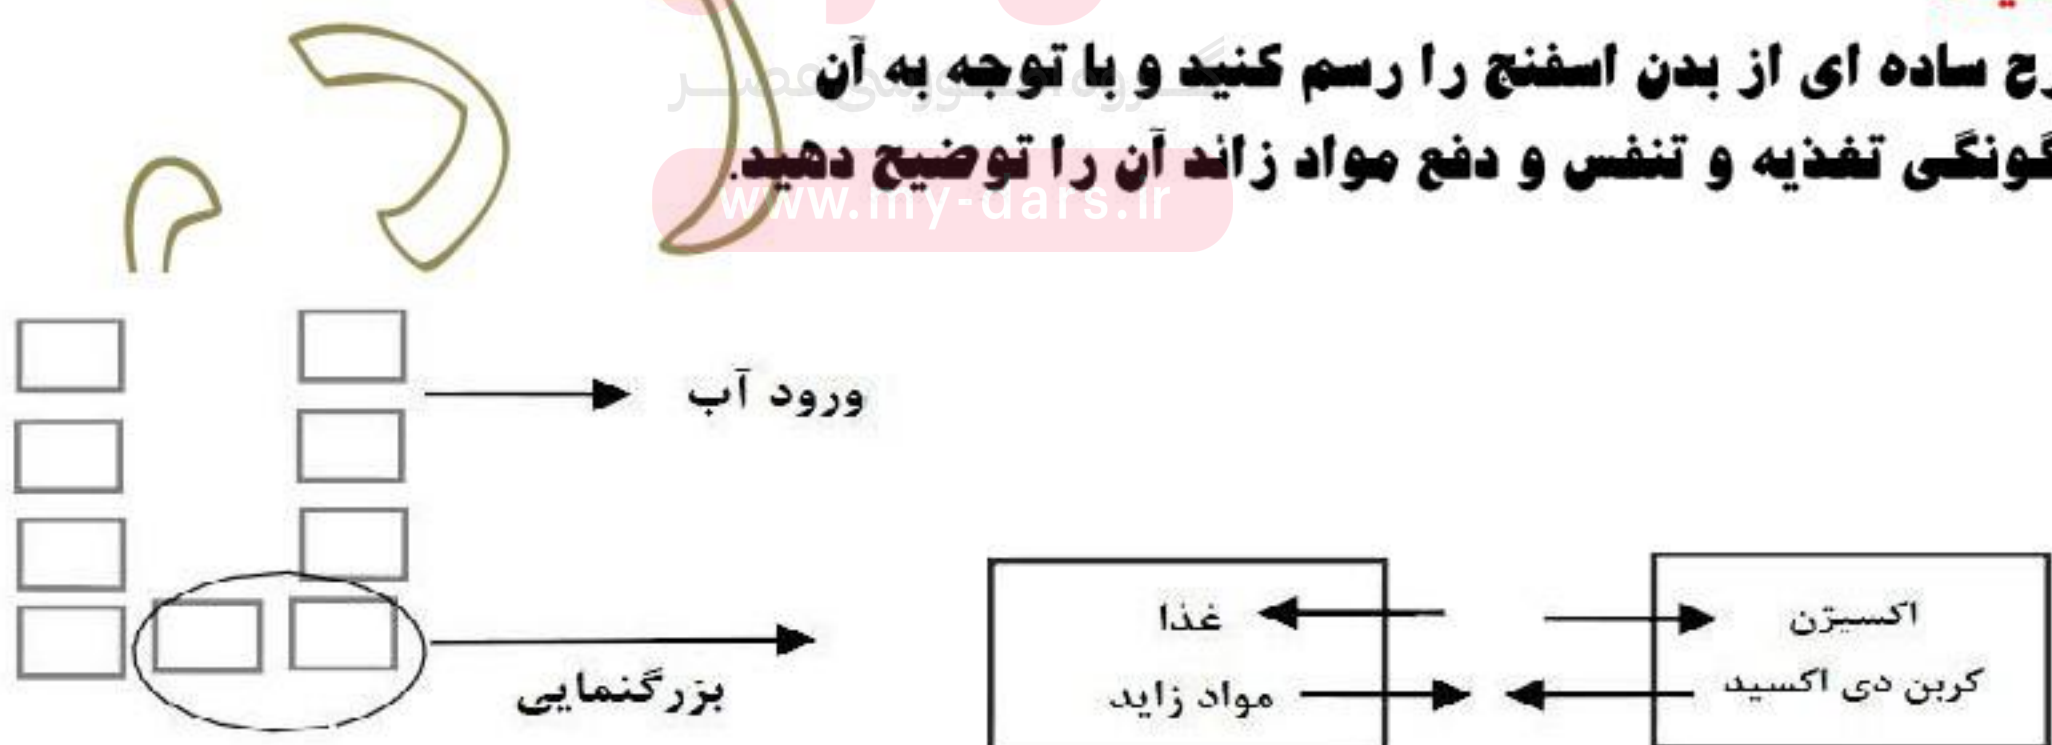 ح ساده ای از بدن اسفنج را رسم کنید و با توجه به آن
گونگی تغذیه و تنفس و دفع مواد زائد آن را توضیح دهید.
www.my-dars.ir
ورود آب
بزرگنمایی
غذا
مواد زاید
اکسیژن
کربن دی اکسید